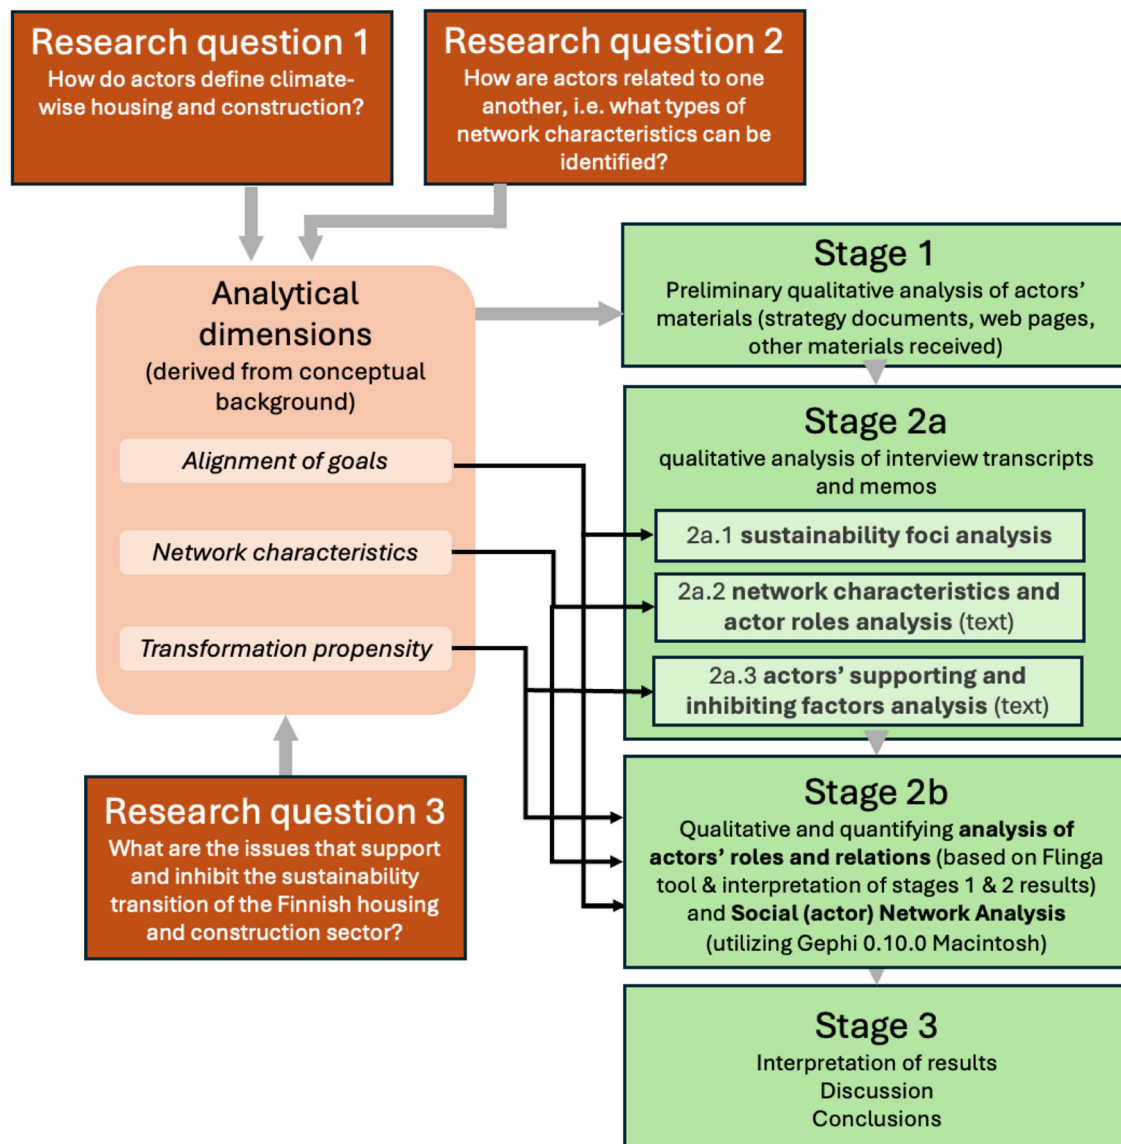 Research question 1
How do actors define climate-
wise housing and construction?
Research question 2
How are actors related to one
another, i.e. what types of
network characteristics can be
identified?
Analytical
dimensions
(derived from conceptual
background)
Alignment of goals
Network characteristics
Transformation propensity
Research question 3
What are the issues that support
and inhibit the sustainability
transition of the Finnish housing
and construction sector?
Stage 1
Preliminary qualitative analysis of actors’
materials (strategy documents, web pages,
other materials received)
Stage 2a
qualitative analysis of interview transcripts
and memos
2a.1 sustainability foci analysis
2a.2 network characteristics and
actor roles analysis (text)
2a.3 actors’ supporting and
inhibiting factors analysis (text)
Stage 2b
Qualitative and quantifying analysis of
actors’ roles and relations (based on Flinga
tool & interpretation of stages 1 & 2 results)
and Social (actor) Network Analysis
(utilizing Gephi 0.10.0 Macintosh)
Stage 3
Interpretation of results
Discussion
Conclusions